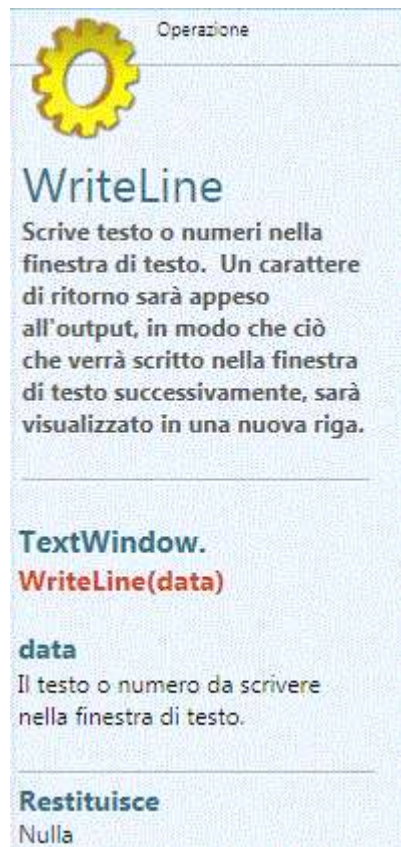 Operazione
WriteLine
Scrive testo o numeri nella
finestra di testo. Un carattere
di ritorno sarà appeso
all'output, in modo che ciò
che verrà scritto nella finestra
di testo successivamente, sarà
visualizzato in una nuova riga.
TextWindow.
WriteLine(data)
data
Il testo o numero da scrivere
nella finestra di testo.
Restituisce
Nulla